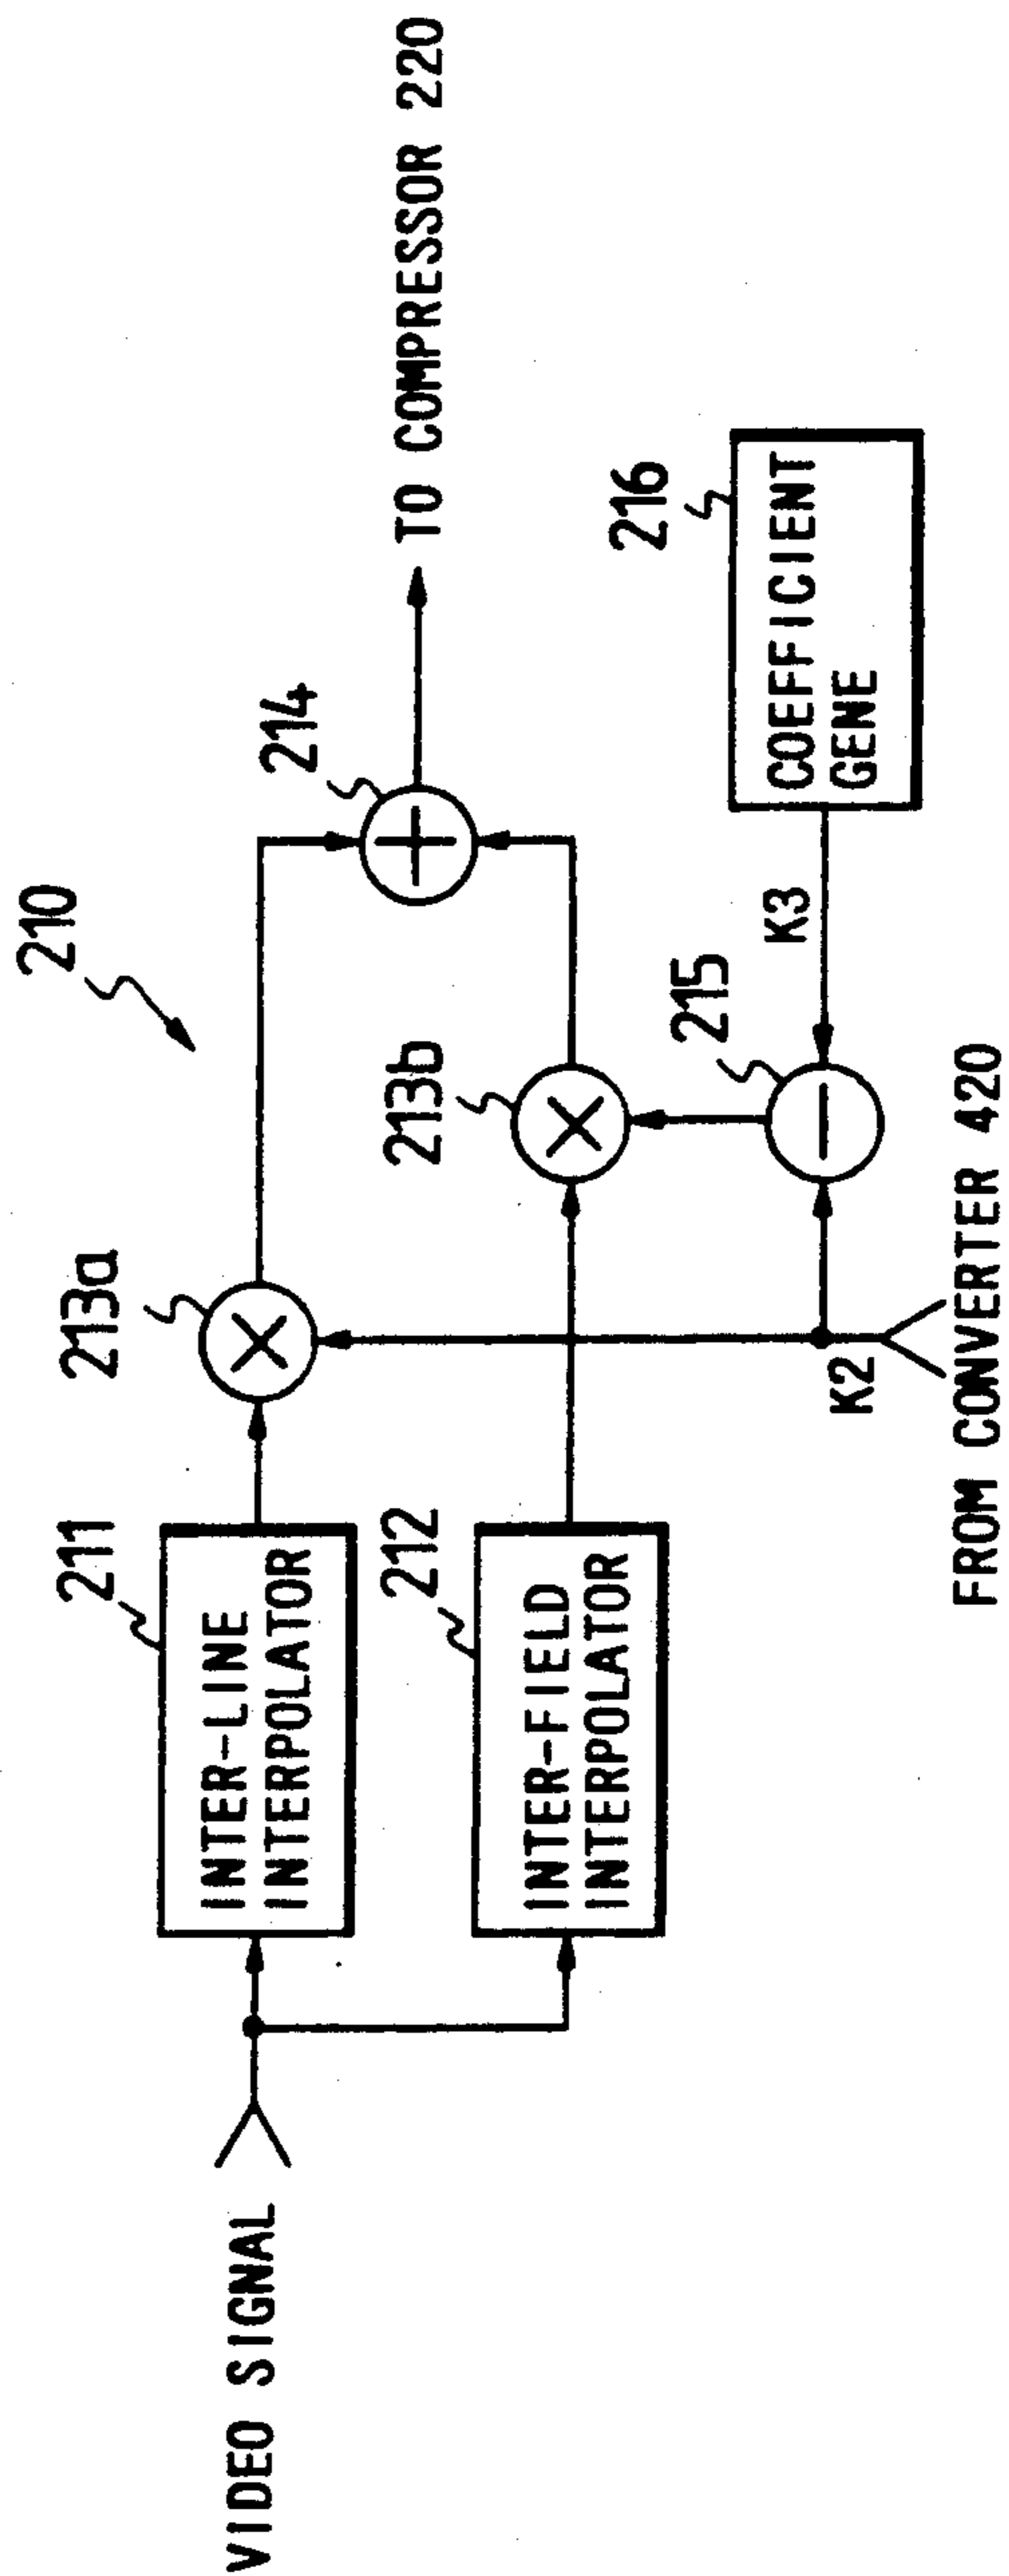 210
VIDEO SIGNAL
211
INTER-LINE
INTERPOLATOR
213a
214
TO COMPRESSOR 220
212
INTER-FIELD
INTERPOLATOR
213b
215
K3
216
COEFFICIENT
GENE
K2
FROM CONVERTER 420